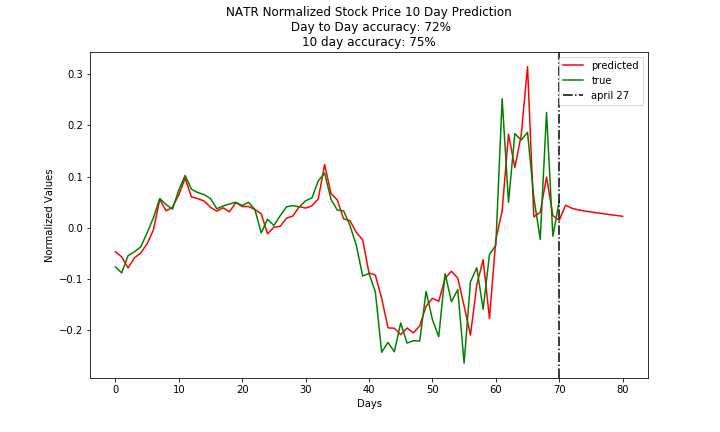 NATR Normalized Stock Price 10 Day Prediction
Day to Day accuracy: 72%
10 day accuracy: 75%
predicted
true
april 27
0.3
0.2
0.1
0.0
−0.1
−0.2
Normalized Values
0 10 20 30 40 50 60 70 80
Days